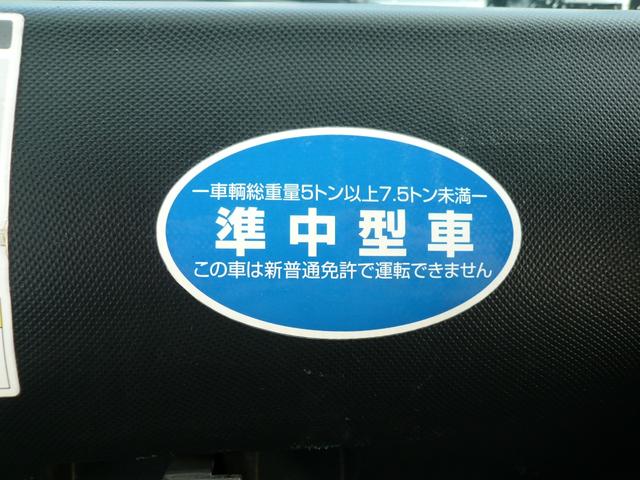 ー車輌総重量5トン以上7.5トン未満ー
準中型車
この車は新普通免許で運転できません